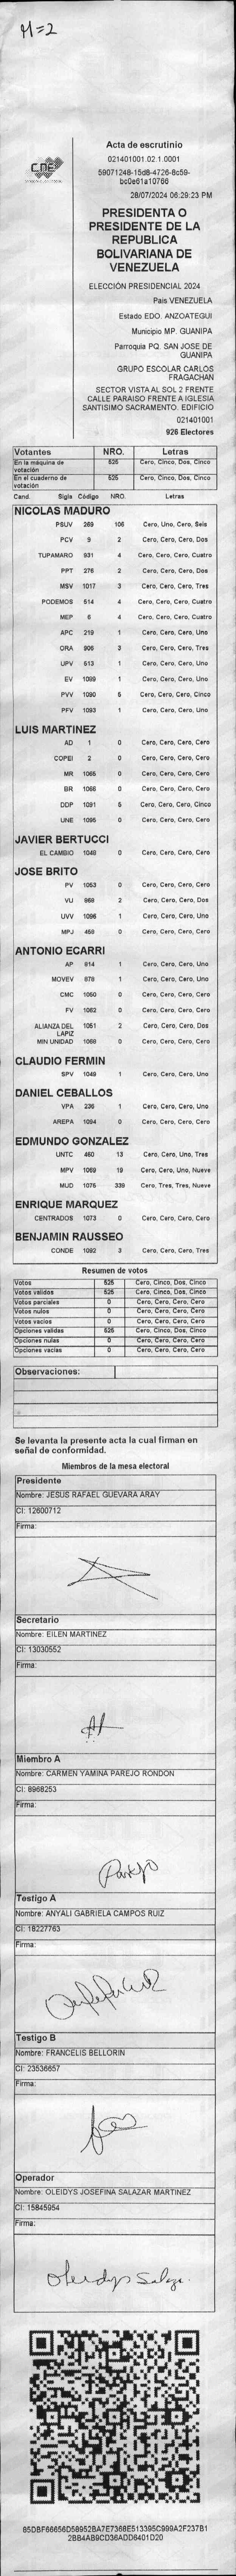 M=2
CNE
Acta de escrutinio
021401001.02.1.0001
59071248-15d8-4726-8c59-
bc0e61a10766
28/07/2024 06:29:23 PM
PRESIDENTA O
PRESIDENTE DE LA
REPUBLICA
BOLIVARIANA DE
VENEZUELA
ELECCIÓN PRESIDENCIAL 2024
Pais VENEZUELA
Estado EDO. ANZOATEGUI
Municipio MP. GUANIPA
Parroquia PQ. SAN JOSE DE
GUANIPA
GRUPO ESCOLAR CARLOS
FRAGACHAN
SECTOR VISTA AL SOL 2 FRENTE
CALLE PARAISO FRENTE A IGLESIA
SANTISIMO SACRAMENTO. EDIFICIO
021401001
926 Electores
Votantes NRO. Letras
En la máquina de votación 525 Cero, Cinco, Dos, Cinco
En el cuaderno de votación 525 Cero, Cinco, Dos, Cinco
Cand. Sigla Código NRO. Letras
NICOLAS MADURO
PSUV 269 106 Cero, Uno, Cero, Seis
PCV 9 2 Cero, Cero, Cero, Dos
TUPAMARO 931 4 Cero, Cero, Cero, Cuatro
PPT 276 2 Cero, Cero, Cero, Dos
MSV 1017 3 Cero, Cero, Cero, Tres
PODEMOS 514 4 Cero, Cero, Cero, Cuatro
MEP 6 4 Cero, Cero, Cero, Cuatro
APC 219 1 Cero, Cero, Cero, Uno
ORA 906 3 Cero, Cero, Cero, Tres
UPV 613 1 Cero, Cero, Cero, Uno
EV 1099 1 Cero, Cero, Cero, Uno
PVV 1090 5 Cero, Cero, Cero, Cinco
PFV 1093 1 Cero, Cero, Cero, Uno
LUIS MARTINEZ
AD 1 0 Cero, Cero, Cero, Cero
COPEI 2 0 Cero, Cero, Cero, Cero
MR 1065 0 Cero, Cero, Cero, Cero
BR 1066 0 Cero, Cero, Cero, Cero
DDP 1091 5 Cero, Cero, Cero, Cinco
UNE 1095 0 Cero, Cero, Cero, Cero
JAVIER BERTUCCI
EL CAMBIO 1048 0 Cero, Cero, Cero, Cero
JOSE BRITO
PV 1053 0 Cero, Cero, Cero, Cero
VU 968 2 Cero, Cero, Cero, Dos
UVV 1096 1 Cero, Cero, Cero, Uno
MPJ 458 0 Cero, Cero, Cero, Cero
ANTONIO ECARRI
AP 914 1 Cero, Cero, Cero, Uno
MOVEV 878 1 Cero, Cero, Cero, Uno
CMC 1050 0 Cero, Cero, Cero, Cero
FV 1062 0 Cero, Cero, Cero, Cero
ALIANZA DEL LAPIZ 1051 2 Cero, Cero, Cero, Dos
MIN UNIDAD 1068 0 Cero, Cero, Cero, Cero
CLAUDIO FERMIN
SPV 1049 1 Cero, Cero, Cero, Uno
DANIEL CEBALLOS
VPA 236 1 Cero, Cero, Cero, Uno
AREPA 1094 0 Cero, Cero, Cero, Cero
EDMUNDO GONZALEZ
UNTC 460 13 Cero, Cero, Uno, Tres
MPV 1069 19 Cero, Cero, Uno, Nueve
MUD 1076 339 Cero, Tres, Tres, Nueve
ENRIQUE MARQUEZ
CENTRADOS 1073 0 Cero, Cero, Cero, Cero
BENJAMIN RAUSSEO
CONDE 1092 3 Cero, Cero, Cero, Tres
Resumen de votos
Votos 525 Cero, Cinco, Dos, Cinco
Votos validos 525 Cero, Cinco, Dos, Cinco
Votos parciales 0 Cero, Cero, Cero, Cero
Votos nulos 0 Cero, Cero, Cero, Cero
Votos vacios 0 Cero, Cero, Cero, Cero
Opciones validas 525 Cero, Cinco, Dos, Cinco
Opciones nulas 0 Cero, Cero, Cero, Cero
Opciones vacias 0 Cero, Cero, Cero, Cero
Observaciones:
Se levanta la presente acta la cual firman en
señal de conformidad.
Miembros de la mesa electoral
Presidente
Nombre: JESUS RAFAEL GUEVARA ARAY
CI: 12600712
Firma:
Secretario
Nombre: EILEN MARTINEZ
CI: 13030552
Firma:
Miembro A
Nombre: CARMEN YAMINA PAREJO RONDON
CI: 8968253
Firma:
Parejo
Testigo A
Nombre: ANYALI GABRIELA CAMPOS RUIZ
CI: 18227763
Firma:
Testigo B
Nombre: FRANCELIS BELLORIN
CI: 23536657
Firma:
Operador
Nombre: OLEIDYS JOSEFINA SALAZAR MARTINEZ
CI: 15845954
Firma:
Oleidys Salaza
85DBF66656D58952BA7E7368E513395C999A2F237B1
2BB4AB9CD36ADD6401D20